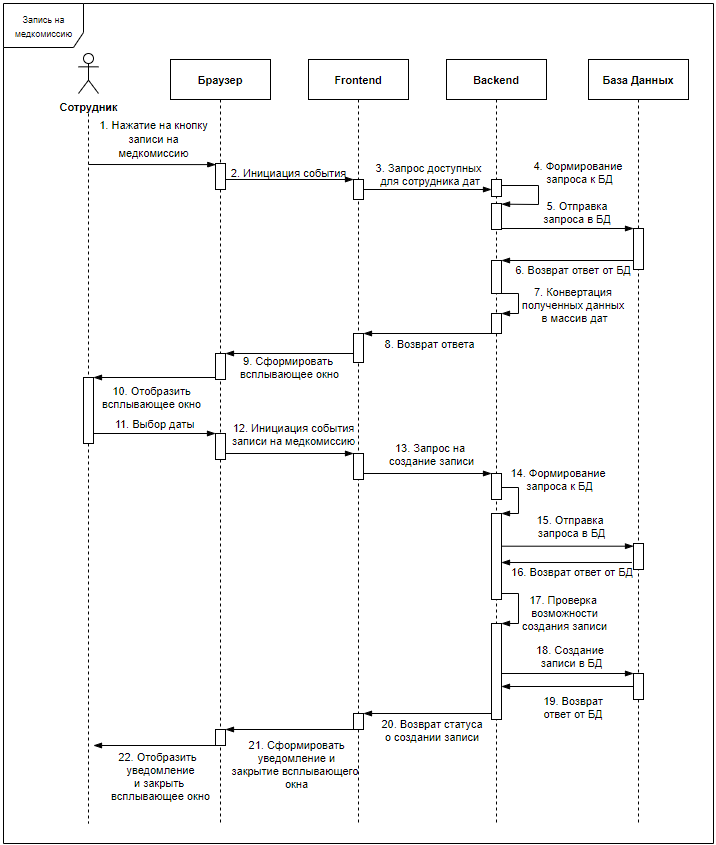 Запись на
медкомиссию
Сотрудник
Браузер
Frontend
Backend
База Данных
1. Нажатие на кнопку
записи на
медкомиссию
2. Инициация события
3. Запрос доступных
для сотрудника дат
4. Формирование
запроса к БД
5. Отправка
запроса в БД
6. Возврат ответ от БД
7. Конвертация
полученных данных
в массив дат
8. Возврат ответа
9. Сформировать
всплывающее окно
10. Отобразить
всплывающее окно
11. Выбор даты
12. Инициация события
записи на медкомиссию
13. Запрос на
создание записи
14. Формирование
запроса к БД
15. Отправка
запроса в БД
16. Возврат ответ от БД
17. Проверка
возможности
создания записи
18. Создание
записи в БД
19. Возврат
ответ от БД
20. Возврат статуса
о создании записи
21. Сформировать
уведомление и
закрытие всплывающего
окна
22. Отобразить
уведомление
и закрыть
всплывающее окно